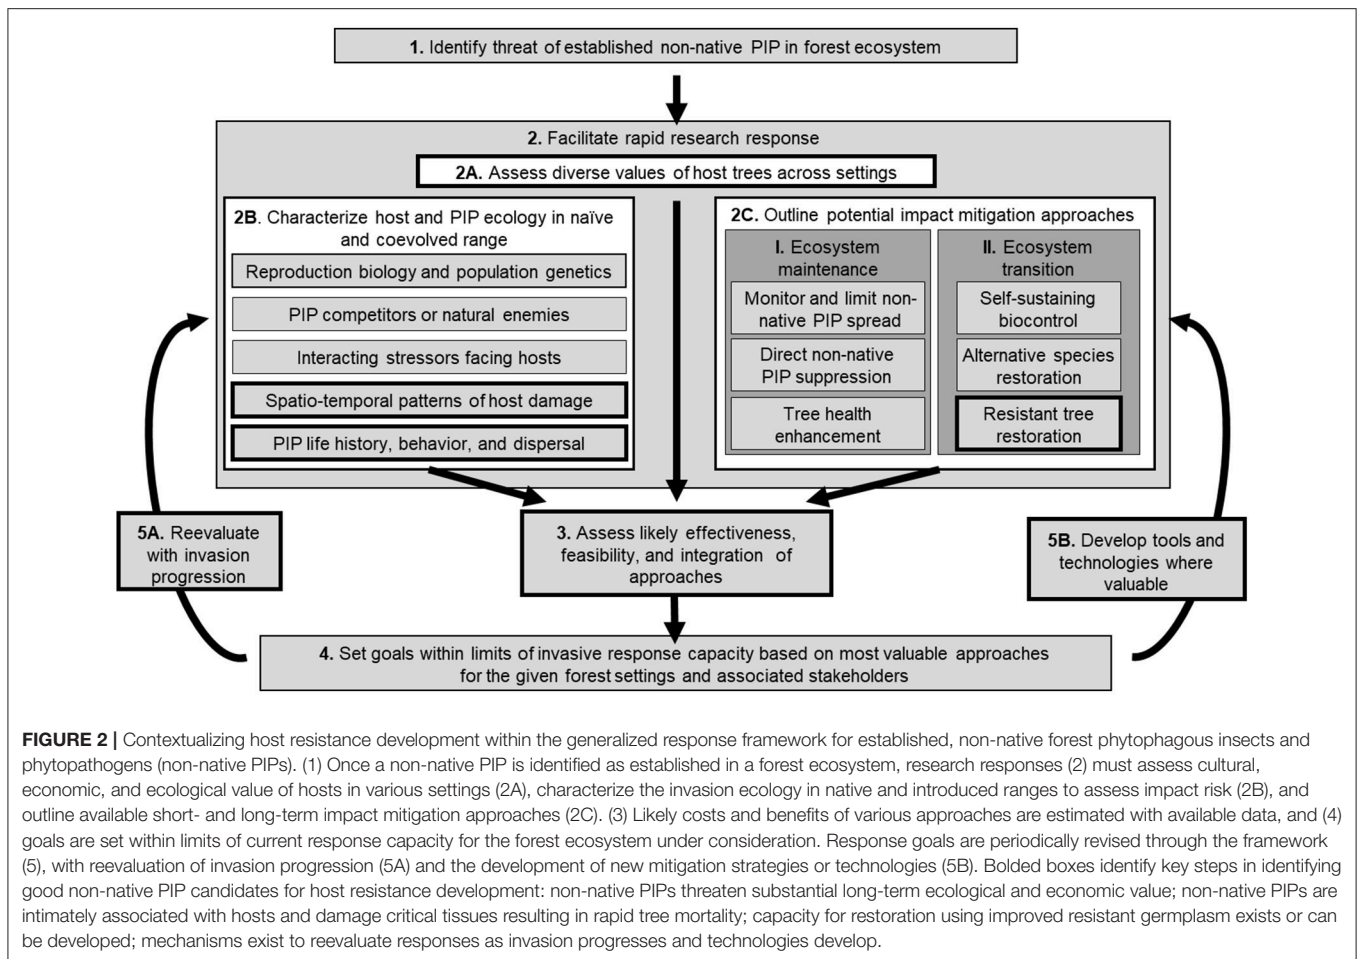 1. Identify threat of established non-native PIP in forest ecosystem
2. Facilitate rapid research response
2A. Assess diverse values of host trees across settings
2B. Characterize host and PIP ecology in naïve
and coevolved range
Reproduction biology and population genetics
PIP competitors or natural enemies
Interacting stressors facing hosts
Spatio-temporal patterns of host damage
PIP life history, behavior, and dispersal
2C. Outline potential impact mitigation approaches
I. Ecosystem
maintenance
Monitor and limit non-
native PIP spread
Direct non-native
PIP suppression
Tree health
enhancement
II. Ecosystem
transition
Self-sustaining
biocontrol
Alternative species
restoration
Resistant tree
restoration
5A. Reevaluate
with invasion
progression
3. Assess likely effectiveness,
feasibility, and integration of
approaches
5B. Develop tools and
technologies where
valuable
4. Set goals within limits of invasive response capacity based on most valuable approaches
for the given forest settings and associated stakeholders
FIGURE 2 | Contextualizing host resistance development within the generalized response framework for established, non-native forest phytophagous insects and
phytopathogens (non-native PIPs). (1) Once a non-native PIP is identified as established in a forest ecosystem, research responses (2) must assess cultural,
economic, and ecological value of hosts in various settings (2A), characterize the invasion ecology in native and introduced ranges to assess impact risk (2B), and
outline available short- and long-term impact mitigation approaches (2C). (3) Likely costs and benefits of various approaches are estimated with available data, and (4)
goals are set within limits of current response capacity for the forest ecosystem under consideration. Response goals are periodically revised through the framework
(5), with reevaluation of invasion progression (5A) and the development of new mitigation strategies or technologies (5B). Bolded boxes identify key steps in identifying
good non-native PIP candidates for host resistance development: non-native PIPs threaten substantial long-term ecological and economic value; non-native PIPs are
intimately associated with hosts and damage critical tissues resulting in rapid tree mortality; capacity for restoration using improved resistant germplasm exists or can
be developed; mechanisms exist to reevaluate responses as invasion progresses and technologies develop.